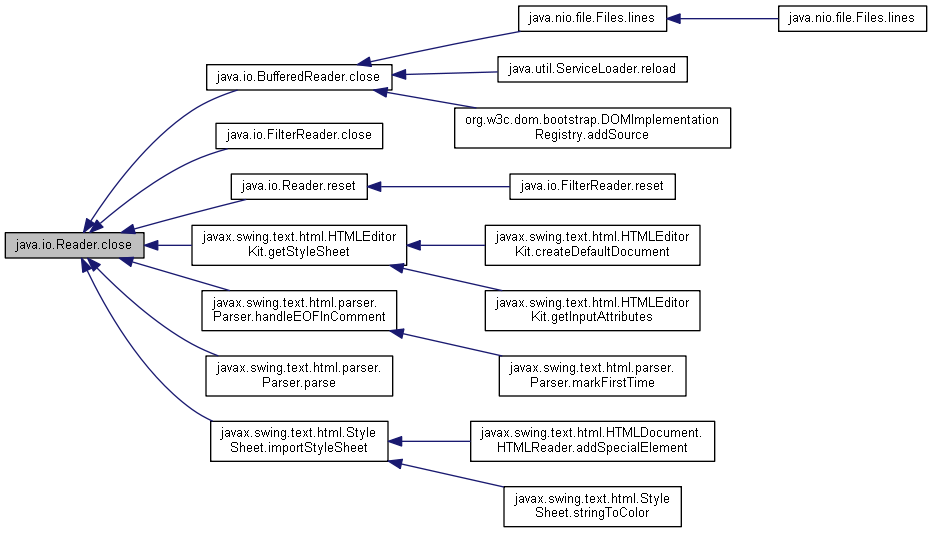 java.nio.file.Files.lines
java.nio.file.Files.lines
java.io.BufferedReader.close
java.util.ServiceLoader.reload
org.w3c.dom.bootstrap.DOMImplementation
Registry.addSource
java.io.FilterReader.close
java.io.Reader.reset
java.io.FilterReader.reset
java.io.Reader.close
javax.swing.text.html.HTMLEditor
Kit.getStyleSheet
javax.swing.text.html.HTMLEditor
Kit.createDefaultDocument
javax.swing.text.html.parser.
Parser.handleEOFInComment
javax.swing.text.html.HTMLEditor
Kit.getInputAttributes
javax.swing.text.html.parser.
Parser.parse
javax.swing.text.html.parser.
Parser.markFirstTime
javax.swing.text.html.Style
Sheet.importStyleSheet
javax.swing.text.html.HTMLDocument.
HTMLReader.addSpecialElement
javax.swing.text.html.Style
Sheet.stringToColor